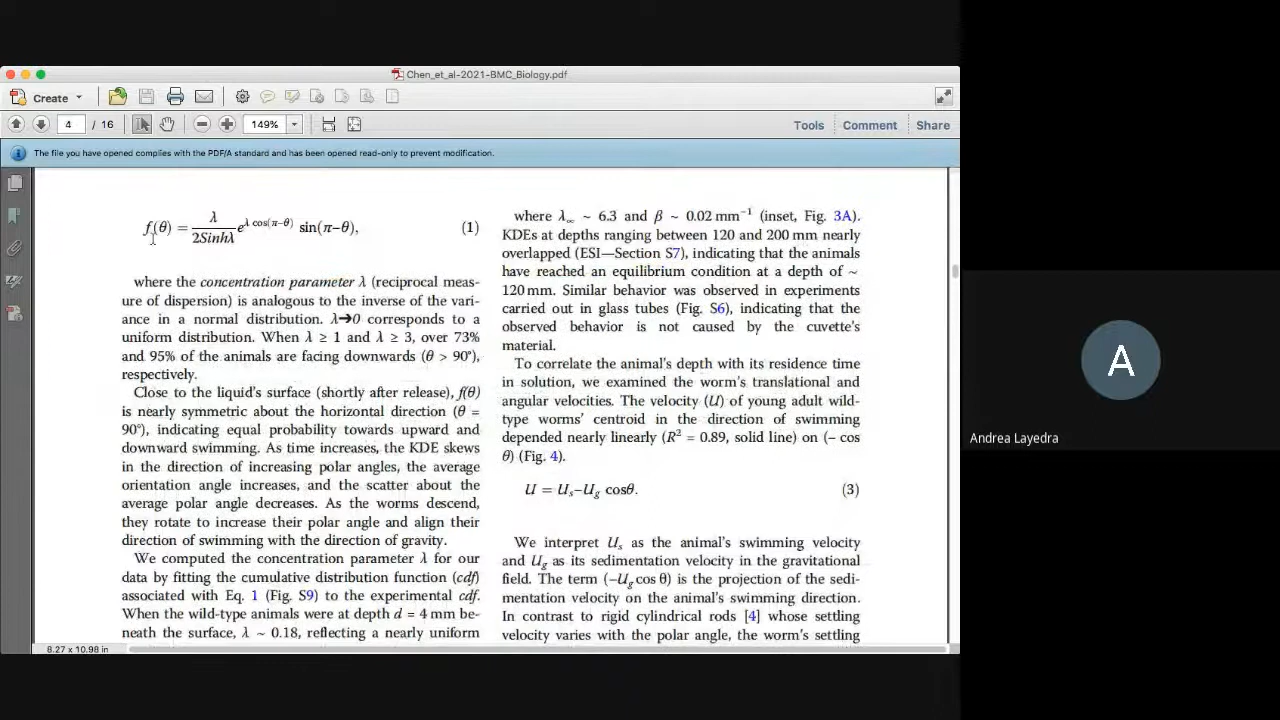 Chen_et_al-2021-BMC_Biology.pdf
Create
4 / 16
149%
Tools Comment Share
The file you have opened complies with the PDF/A standard and has been opened read-only to prevent modification.
f(θ) = λ/2Sinhλ e^{λ cos(π−θ)} sin(π−θ), (1)
where the concentration parameter λ (reciprocal meas-
ure of dispersion) is analogous to the inverse of the vari-
ance in a normal distribution. λ➔0 corresponds to a
uniform distribution. When λ ≥ 1 and λ ≥ 3, over 73%
and 95% of the animals are facing downwards (θ > 90°),
respectively.
Close to the liquid's surface (shortly after release), f(θ)
is nearly symmetric about the horizontal direction (θ =
90°), indicating equal probability towards upward and
downward swimming. As time increases, the KDE skews
in the direction of increasing polar angles, the average
orientation angle increases, and the scatter about the
average polar angle decreases. As the worms descend,
they rotate to increase their polar angle and align their
direction of swimming with the direction of gravity.
We computed the concentration parameter λ for our
data by fitting the cumulative distribution function (cdf)
associated with Eq. 1 (Fig. S9) to the experimental cdf.
When the wild-type animals were at depth d = 4 mm be-
neath the surface, λ ~ 0.18, reflecting a nearly uniform
where λ∞ ~ 6.3 and β ~ 0.02 mm⁻¹ (inset, Fig. 3A).
KDEs at depths ranging between 120 and 200 mm nearly
overlapped (ESI—Section S7), indicating that the animals
have reached an equilibrium condition at a depth of ~
120 mm. Similar behavior was observed in experiments
carried out in glass tubes (Fig. S6), indicating that the
observed behavior is not caused by the cuvette's
material.
To correlate the animal's depth with its residence time
in solution, we examined the worm's translational and
angular velocities. The velocity (U) of young adult wild-
type worms' centroid in the direction of swimming
depended nearly linearly (R² = 0.89, solid line) on (− cos
θ) (Fig. 4).
U = Us−Ug cosθ. (3)
We interpret Us as the animal's swimming velocity
and Ug as its sedimentation velocity in the gravitational
field. The term (−Ug cos θ) is the projection of the sedi-
mentation velocity on the animal's swimming direction.
In contrast to rigid cylindrical rods [4] whose settling
velocity varies with the polar angle, the worm's settling
8.27 x 10.98 in
A
Andrea Layedra